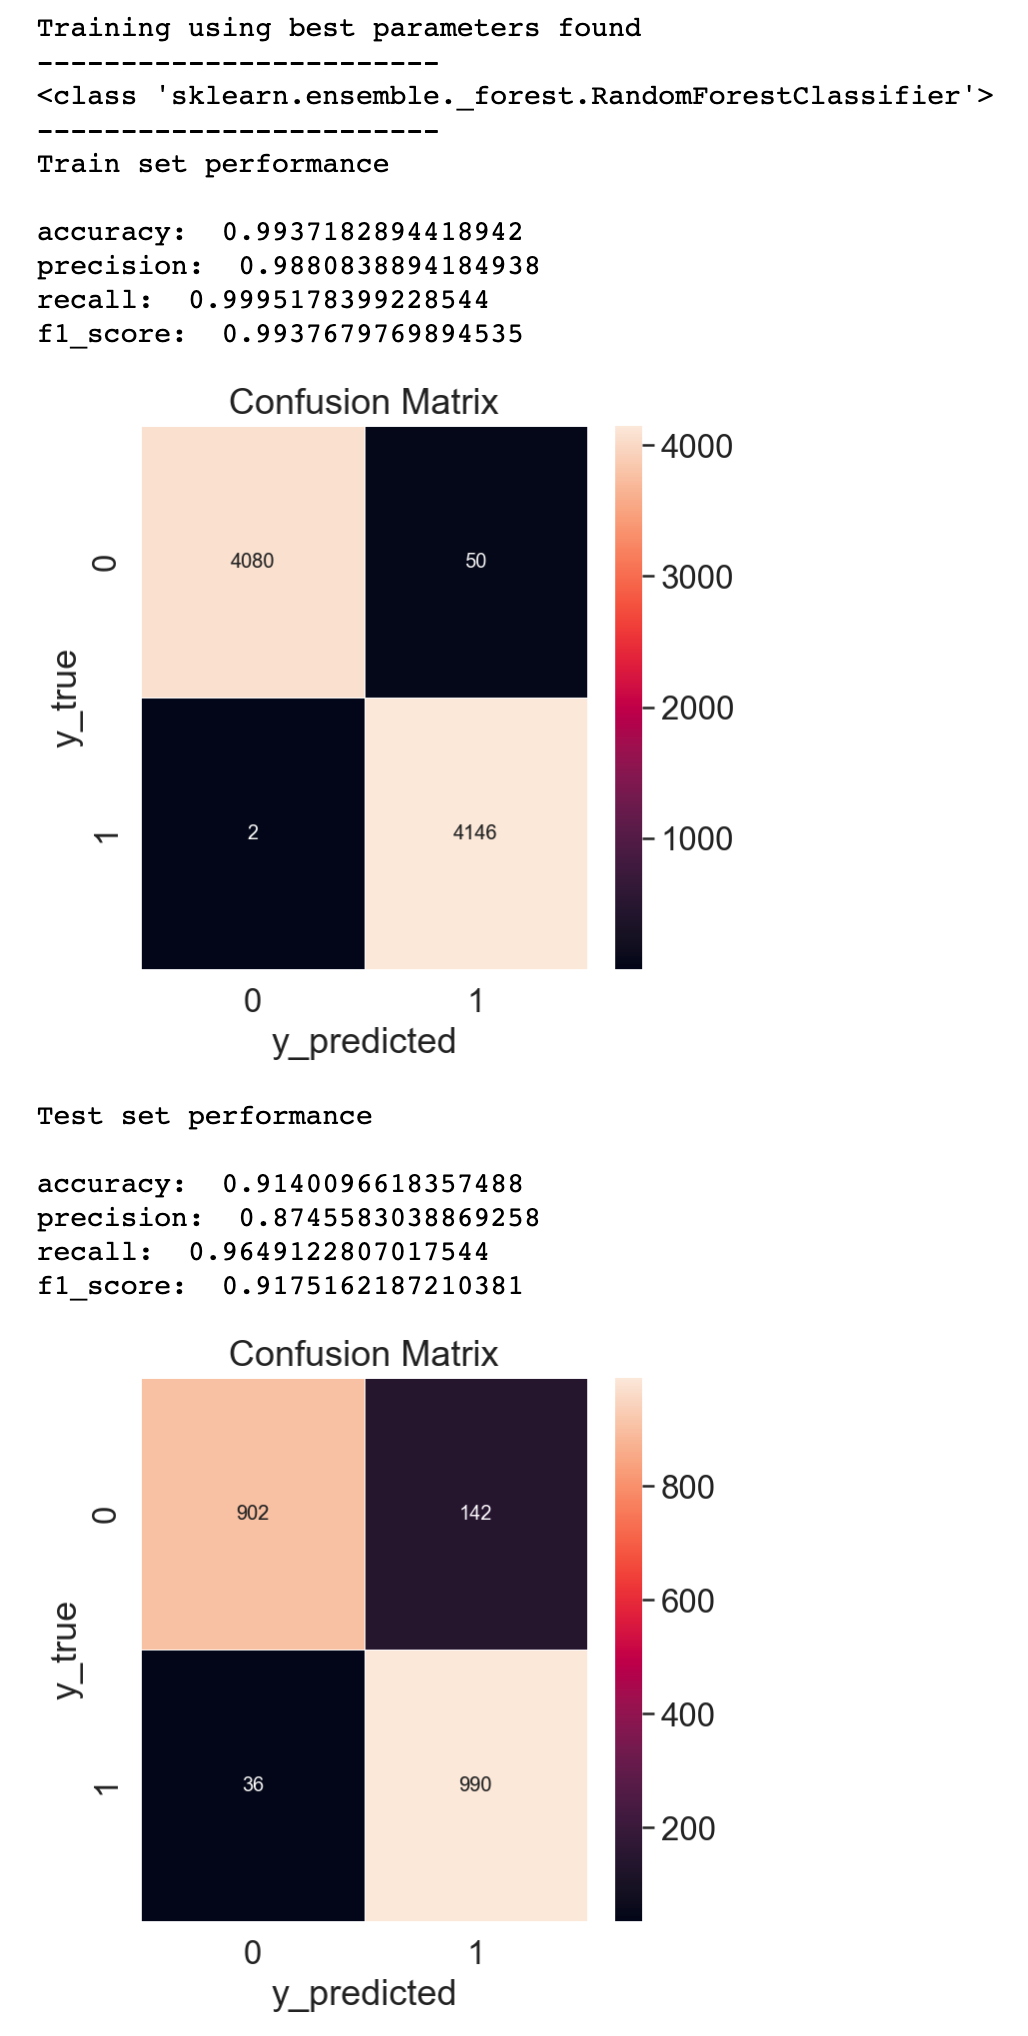 Training using best parameters found
------------------------
<class 'sklearn.ensemble._forest.RandomForestClassifier'>
------------------------
Train set performance
accuracy:  0.9937182894418942
precision:  0.9880838894184938
recall:  0.9995178399228544
f1_score:  0.9937679769894535
Confusion Matrix
4000
3000
2000
1000
y_true
0
4080
50
1
2
4146
0
1
y_predicted
Test set performance
accuracy:  0.9140096618357488
precision:  0.8745583038869258
recall:  0.9649122807017544
f1_score:  0.9175162187210381
Confusion Matrix
800
600
400
200
y_true
0
902
142
1
36
990
0
1
y_predicted